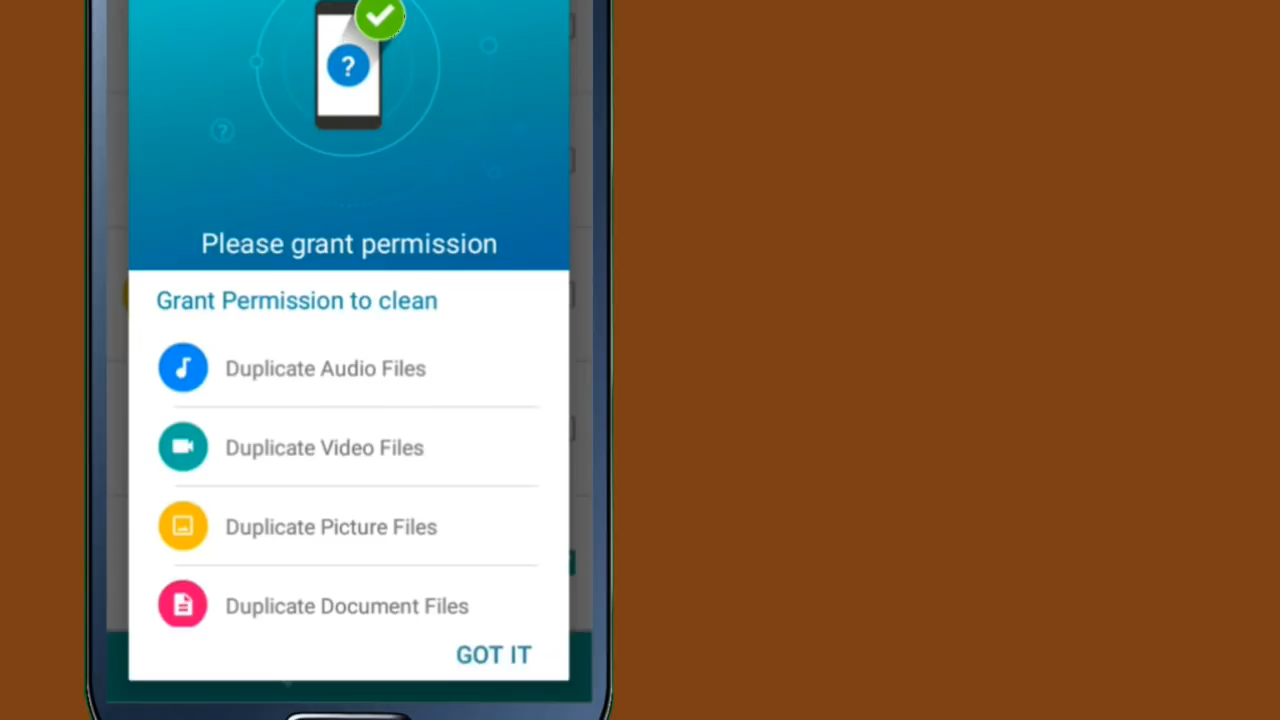 ?
?
Please grant permission
Grant Permission to clean
Duplicate Audio Files
Duplicate Video Files
Duplicate Picture Files
Duplicate Document Files
GOT IT